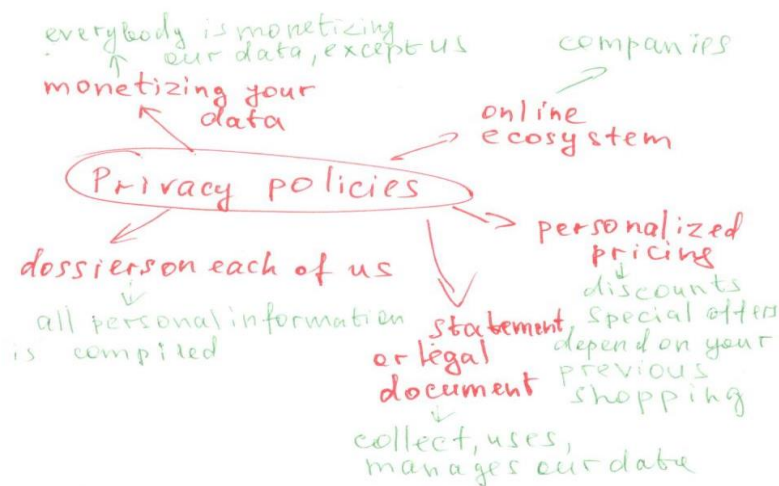 everybody is monetizing
our data, except us
monetizing your
data
companies
online
ecosystem
Privacy policies
personalized
pricing
discounts
special offers
depend on your
previous
shopping
dossiers on each of us
all personal information
is compiled
statement
or legal
document
collect, uses,
manages our data